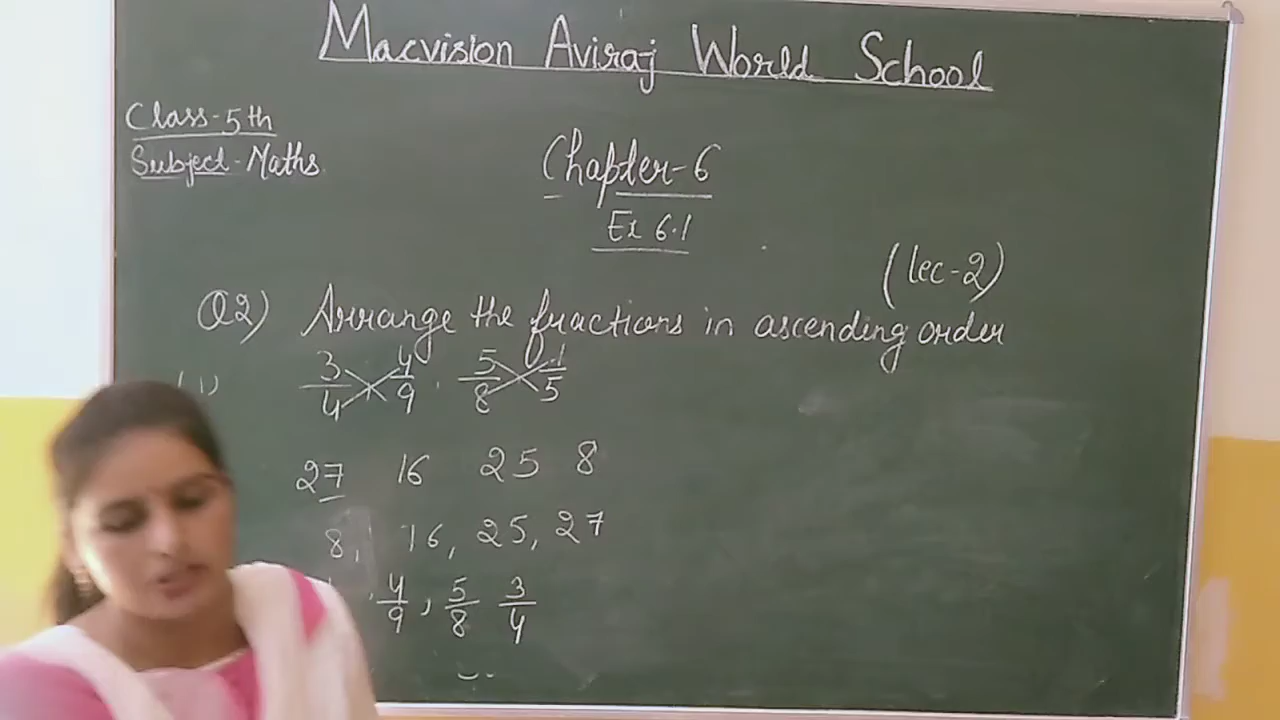 Macvision Aviraj World School
Class-5th
Subject-Maths
Chapter-6
Ex 6.1
(lec-2)
Q2) Arrange the fractions in ascending order
3/4 4/9 . 5/8 1/5
27 16 25 8
8, 16, 25, 27
4/9, 5/8 3/4